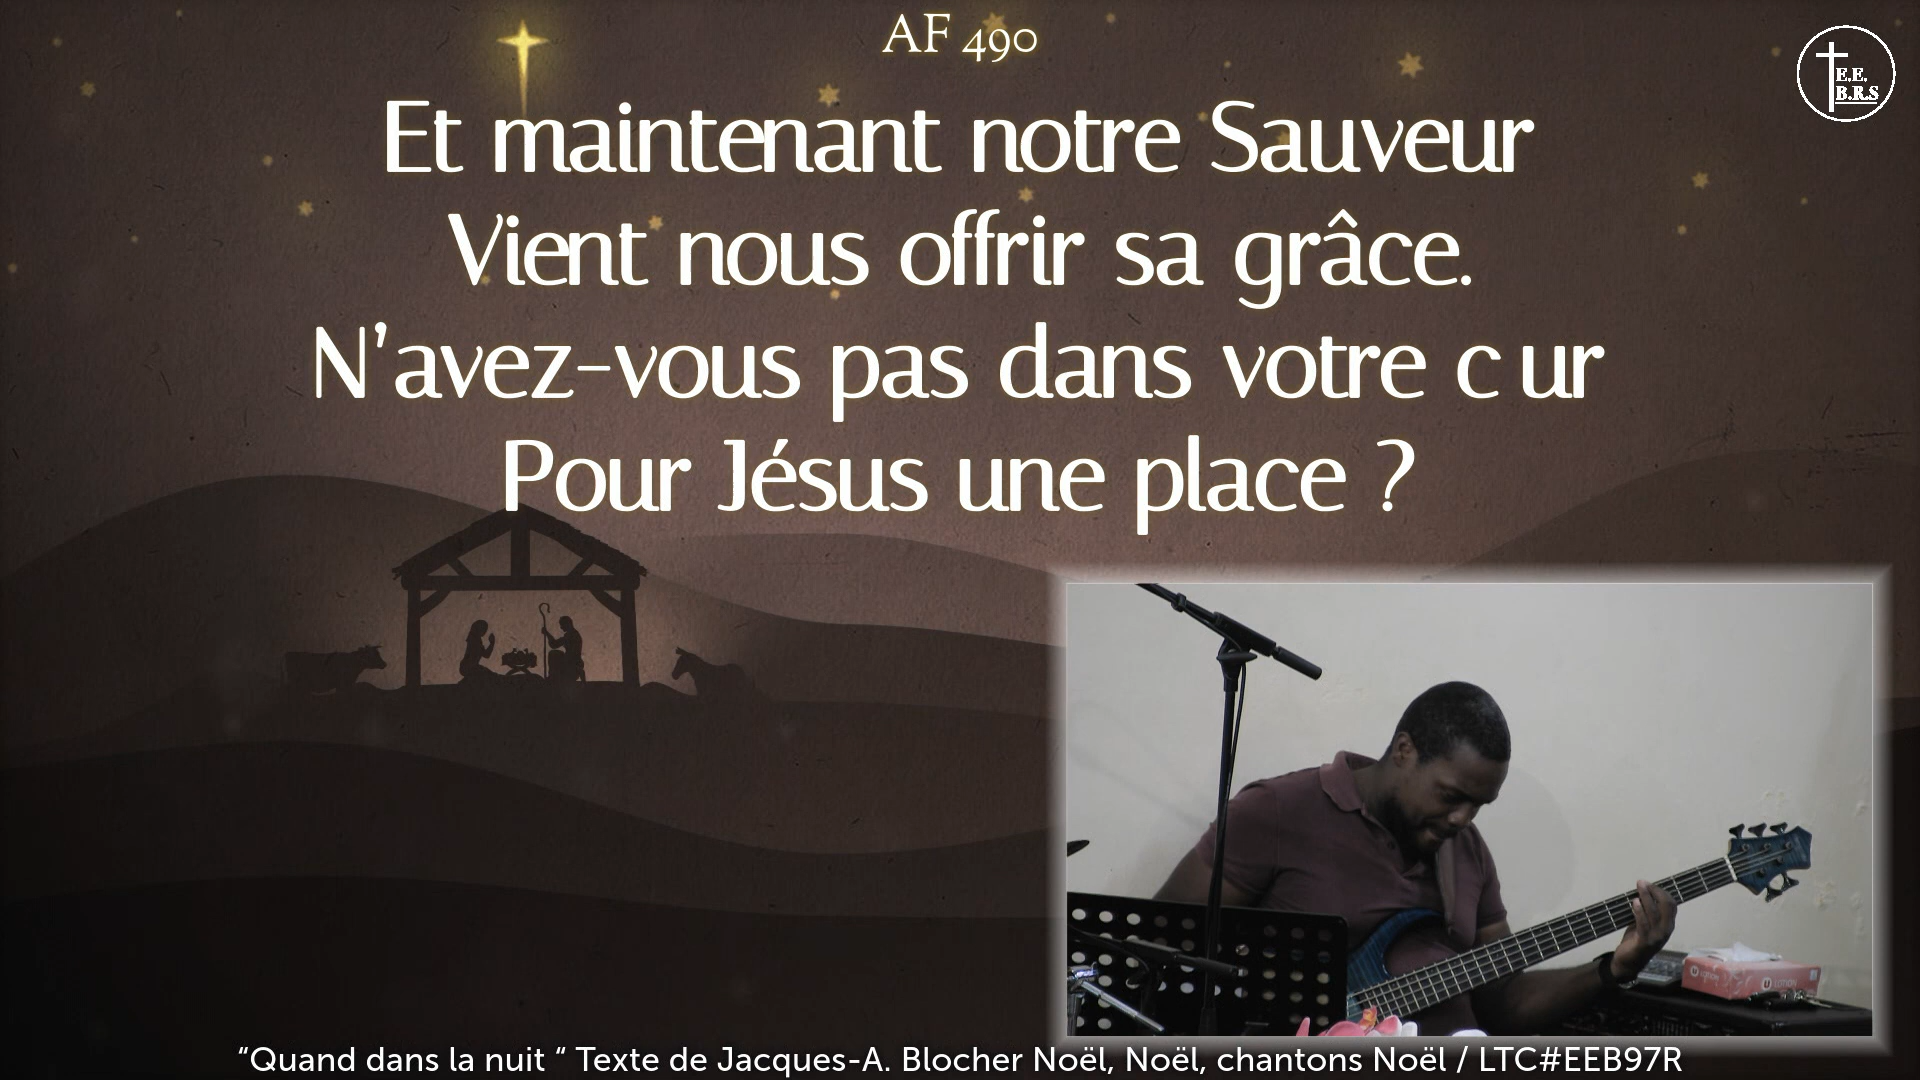 AF 490
E.E.
B.R.S
Et maintenant notre Sauveur
Vient nous offrir sa grâce.
N'avez-vous pas dans votre c ur
Pour Jésus une place ?
“Quand dans la nuit “ Texte de Jacques-A. Blocher Noël, Noël, chantons Noël / LTC#EEB97R